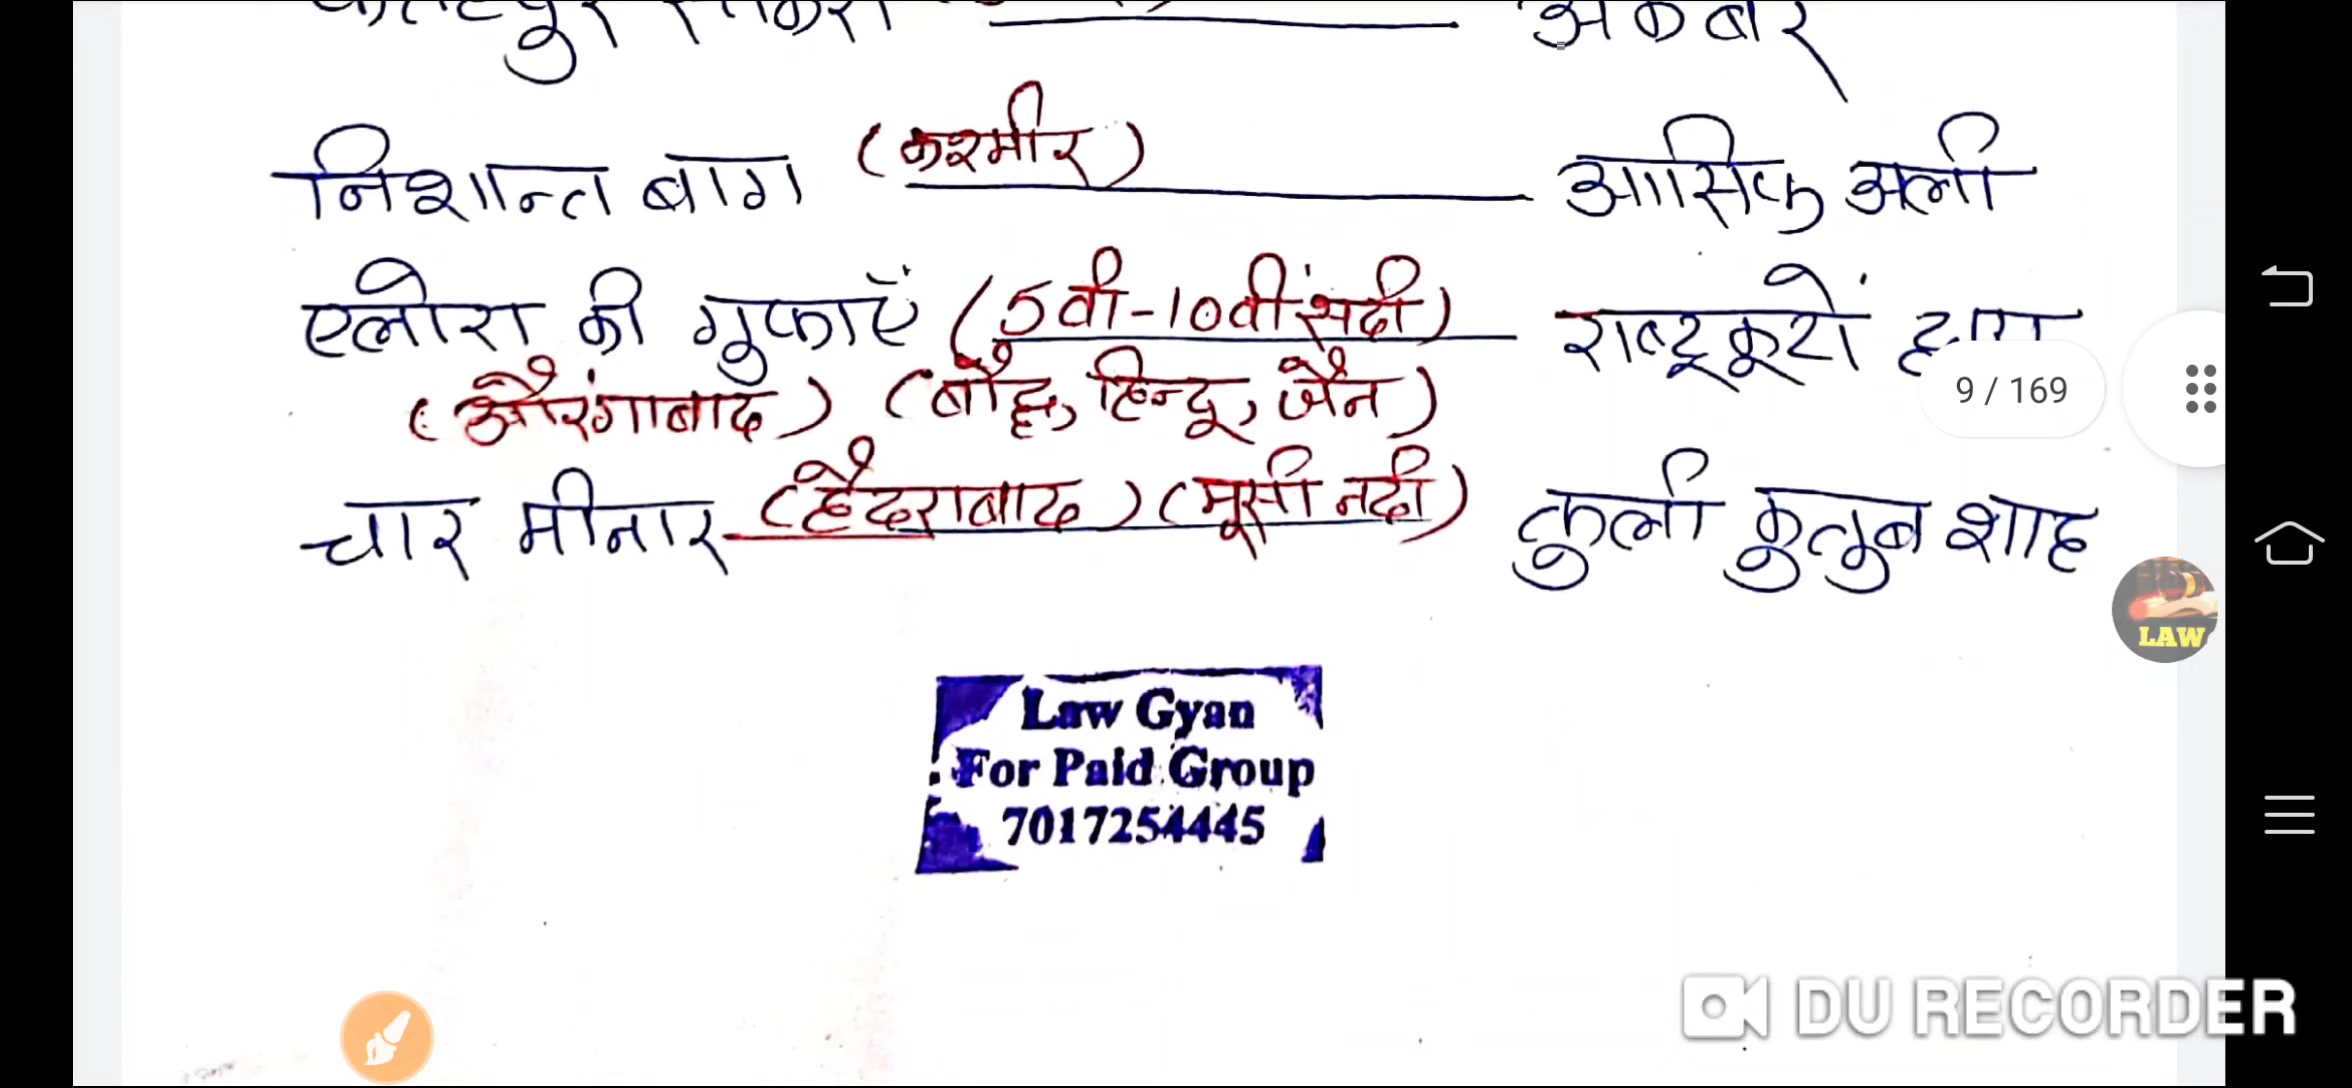 अकबर
निशान्त बाग (कश्मीर) आसिफ अली
एलोरा की गुफाएँ (5वी-10वीं सदी) राष्ट्रकूटों द्वारा
(औरंगाबाद) (बौद्ध, हिन्दू, जैन)
9 / 169
चार मीनार (हैदराबाद) (मूसी नदी) कुली कुतुब शाह
LAW
Law Gyan
For Paid Group
7017254445
DU RECORDER